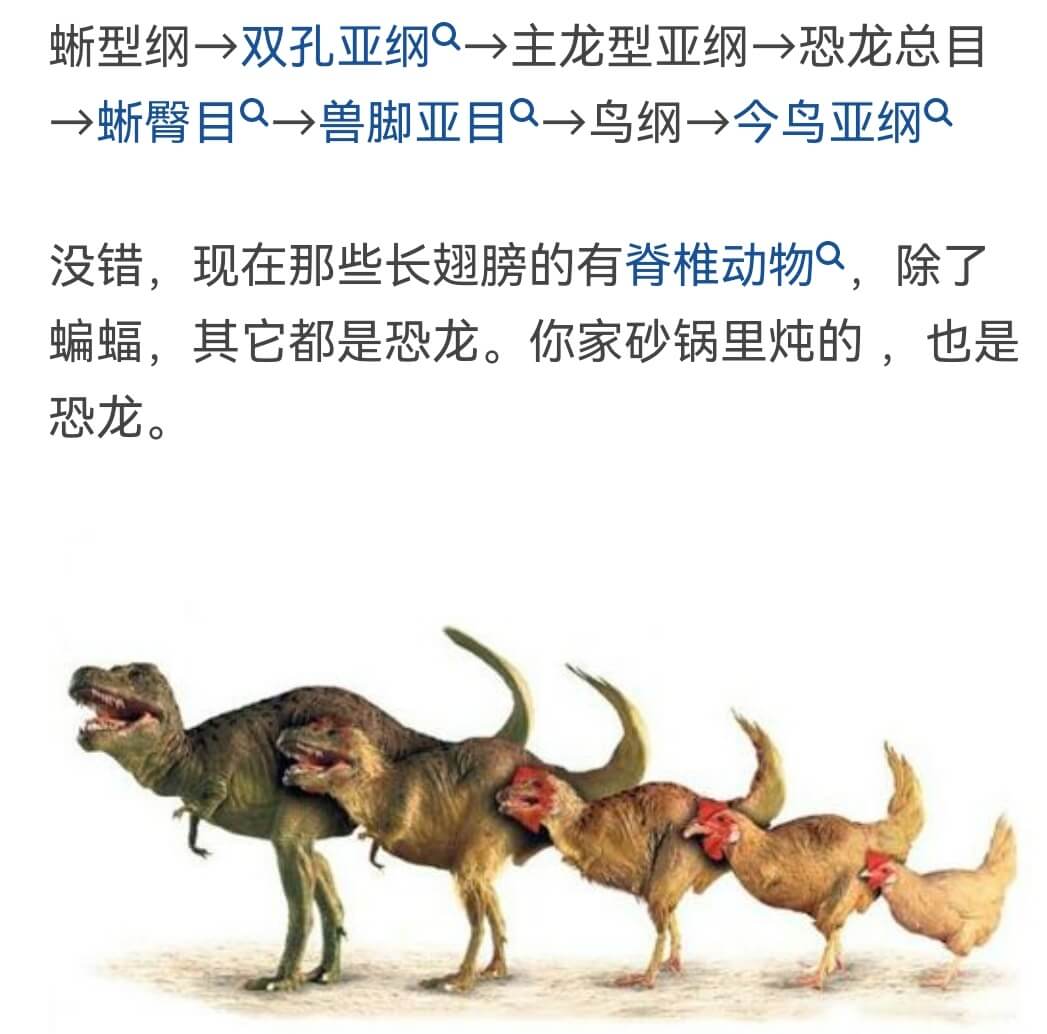 蜥型纲→双孔亚纲→主龙型亚纲→恐龙总目
→蜥臀目→兽脚亚目→鸟纲→今鸟亚纲
没错，现在那些长翅膀的有脊椎动物，除了
蝙蝠，其它都是恐龙。你家砂锅里炖的 ，也是
恐龙。